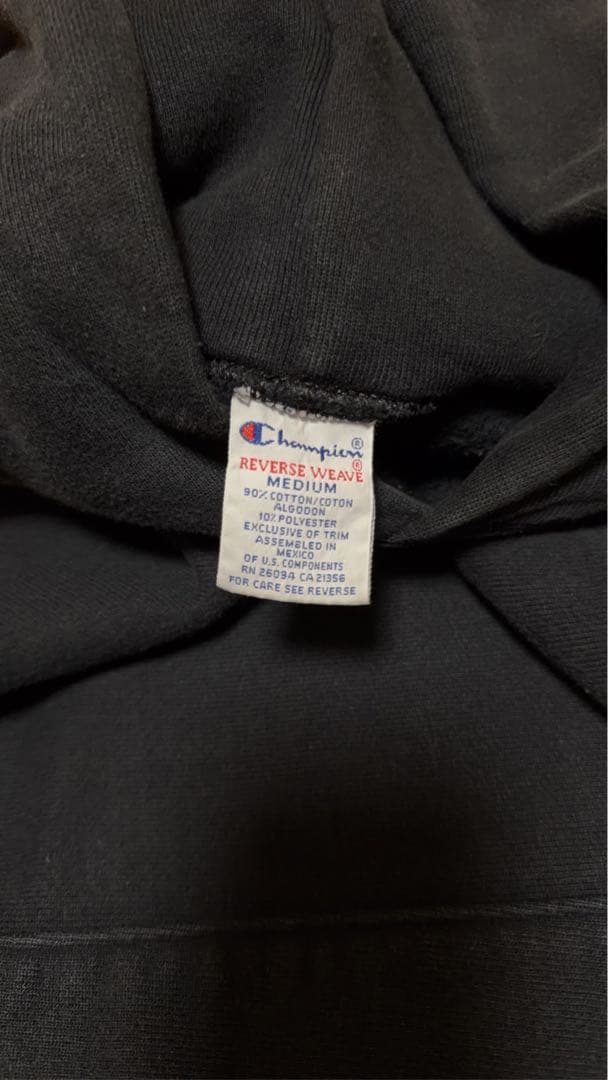 Champion®
REVERSE WEAVE®
MEDIUM
90% COTTON/COTON
ALGODON
10% POLYESTER
EXCLUSIVE OF TRIM
ASSEMBLED IN
MEXICO
OF U.S. COMPONENTS
RN 26094 CA 21356
FOR CARE SEE REVERSE